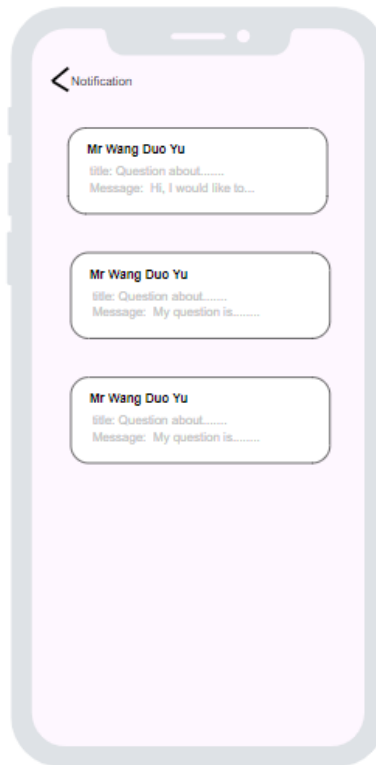 Notification
Mr Wang Duo Yu
title: Question about.......
Message:  Hi, I would like to...
Mr Wang Duo Yu
title: Question about.......
Message:  My question is........
Mr Wang Duo Yu
title: Question about.......
Message:  My question is........